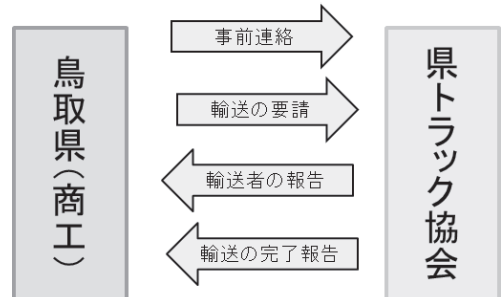 鳥取県（商工）
事前連絡
輸送の要請
輸送者の報告
輸送の完了報告
県トラック協会